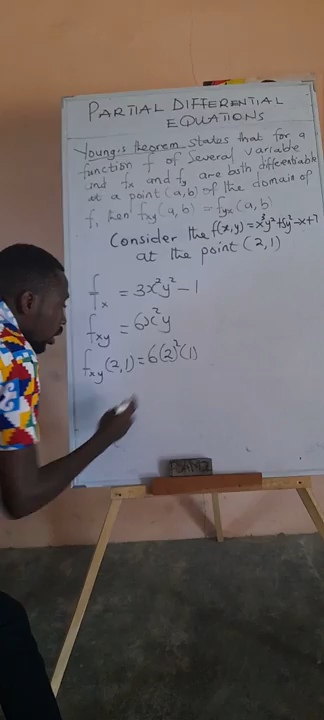 PARTIAL DIFFERENTIAL
EQUATIONS
Young's theorem states that for a
function f of several variable
and fx and fy are both differentiable
at a point (a,b) of the domain of
f, then fxy(a,b) = fyx(a,b)
Consider the f(x,y)=x³y²+5y²-x+7
at the point (2,1)
fx = 3x²y²-1
fxy = 6x²y
fxy(2,1)=6(2)²(1)